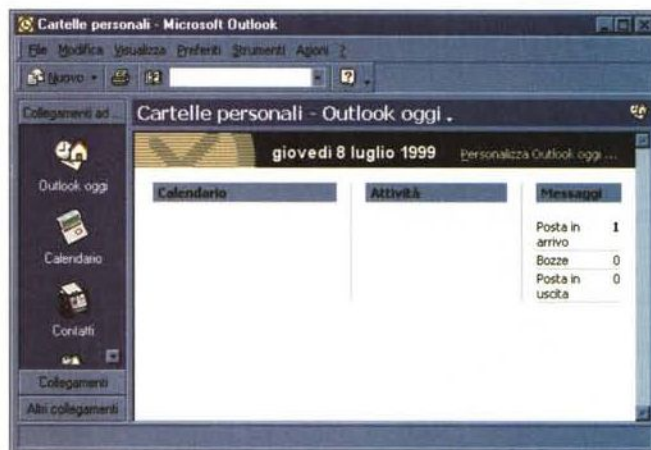 Cartelle personali - Microsoft Outlook
File Modifica Visualizza Preferiti Strumenti Azioni ?
Nuovo
Collegamenti ad ...
Cartelle personali - Outlook oggi
giovedì 8 luglio 1999 Personalizza Outlook oggi ...
Outlook oggi
Calendario
Contatti
Collegamenti
Altri collegamenti
Calendario
Attività
Messaggi
Posta in arrivo 1
Bozze 0
Posta in uscita 0